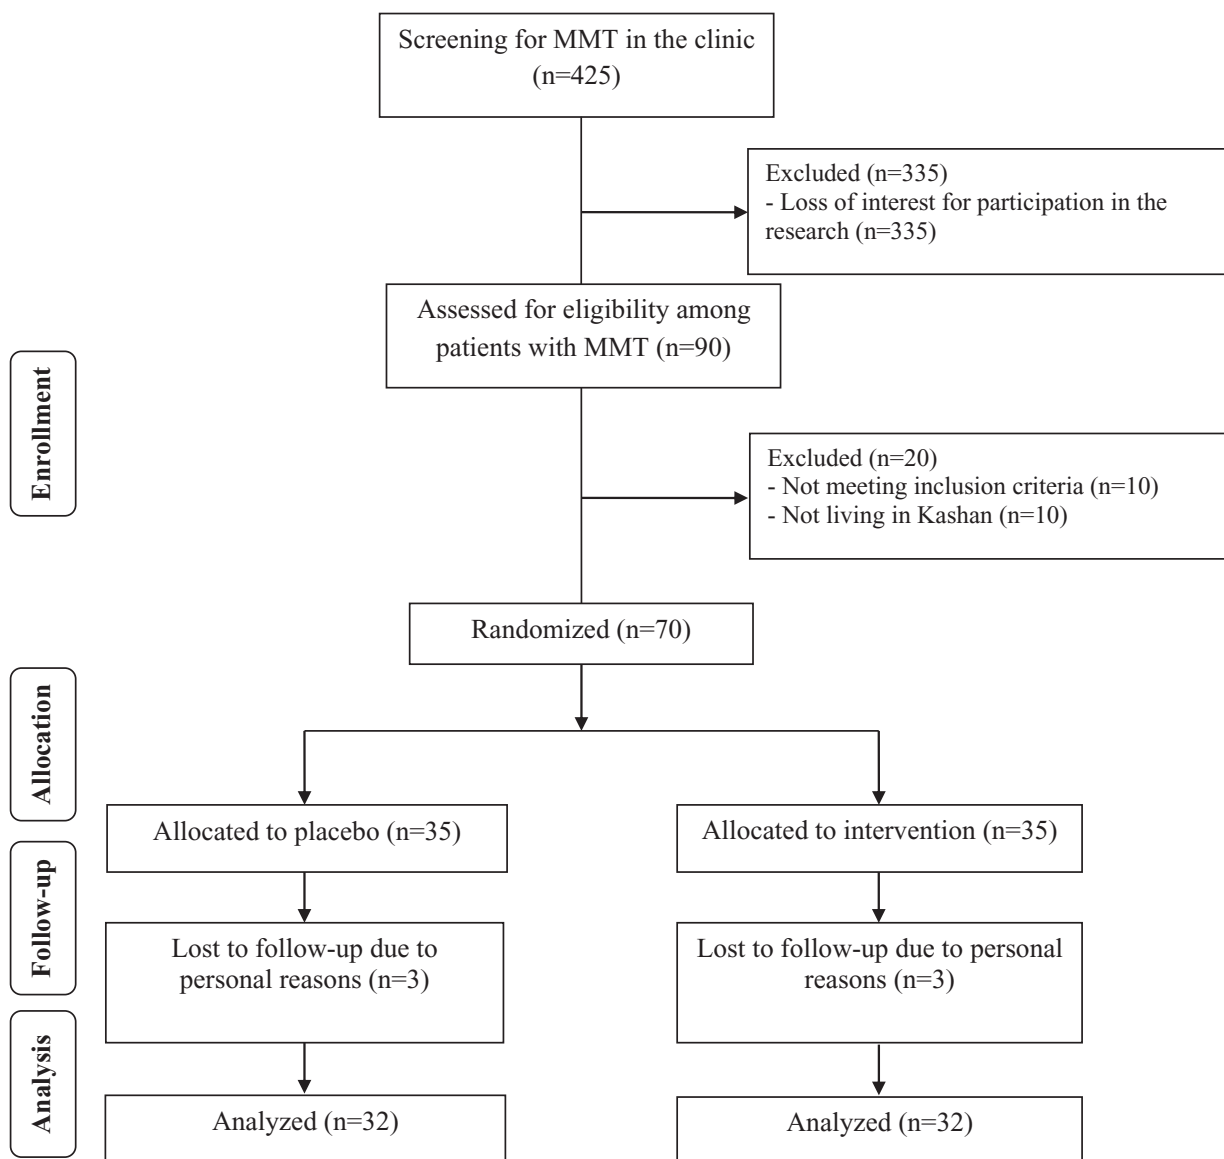 Screening for MMT in the clinic
(n=425)
Excluded (n=335)
- Loss of interest for participation in the
research (n=335)
Assessed for eligibility among
patients with MMT (n=90)
Enrollment
Excluded (n=20)
- Not meeting inclusion criteria (n=10)
- Not living in Kashan (n=10)
Randomized (n=70)
Allocation
Allocated to placebo (n=35)
Allocated to intervention (n=35)
Follow-up
Lost to follow-up due to
personal reasons (n=3)
Lost to follow-up due to personal
reasons (n=3)
Analysis
Analyzed (n=32)
Analyzed (n=32)